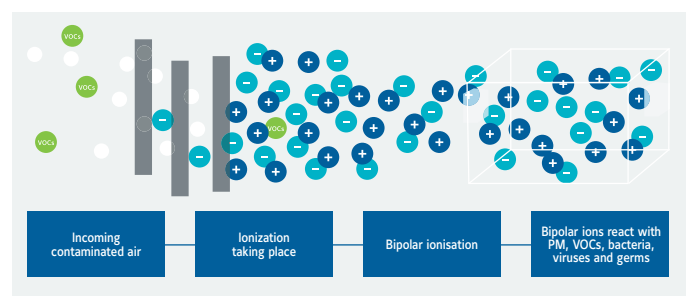 VOCs
VOCs
VOCs
VOCs
Incoming
contaminated air
Ionization
taking place
Bipolar ionisation
Bipolar ions react with
PM, VOCs, bacteria,
viruses and germs